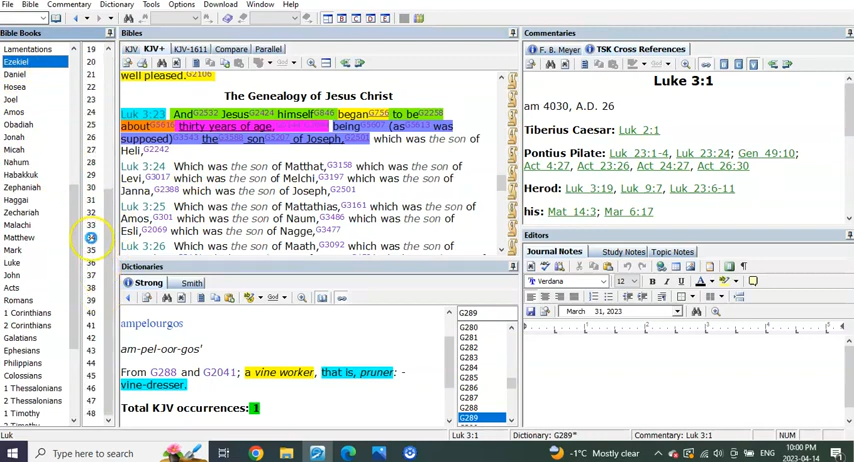 File Bible Commentary Dictionary Tools Options Download Window Help
B C D E
Bible Books
Lamentations 19
Ezekiel 20
Daniel 21
Hosea 22
Joel 23
Amos 24
Obadiah 25
Jonah 26
Micah 27
Nahum 28
Habakkuk 29
Zephaniah 30
Haggai 31
Zechariah 32
Malachi 33
Matthew
Mark 35
Luke 36
John 37
Acts 38
Romans 39
1 Corinthians 40
2 Corinthians 41
Galatians 42
Ephesians 43
Philippians 44
Colossians 45
1 Thessalonians 46
2 Thessalonians 47
1 Timothy 48
Bibles
KJV KJV+ KJV-1611 Compare Parallel
God
well pleased.G2106
The Genealogy of Jesus Christ
Luke 3:23 AndG2532 JesusG2424 himselfG846 beganG756 to beG2258
aboutG5616 thirty years of age, beingG5607 (asG5613 was
supposed)G3543 theG3588 sonG5207 of Joseph,G2501 which was the son of
Heli,G2242
Luke 3:24 Which was the son of Matthat,G3158 which was the son of
Levi,G3017 which was the son of Melchi,G3197 which was the son of
Janna,G2388 which was the son of Joseph,G2501
Luke 3:25 Which was the son of Mattathias,G3161 which was the son of
Amos,G301 which was the son of Naum,G3486 which was the son of
Esli,G2069 which was the son of Nagge,G3477
Luke 3:26 Which was the son of Maath,G3092 which was the son of
Dictionaries
Strong Smith
God
ampelourgos
am-pel-oor-gos'
From G288 and G2041; a vine worker, that is, pruner: -
vine-dresser.
Total KJV occurrences: 1
G289
G280
G281
G282
G283
G284
G285
G286
G287
G288
G289
Commentaries
F. B. Meyer TSK Cross References
Luke 3:1
am 4030, A.D. 26
Tiberius Caesar: Luk 2:1
Pontius Pilate: Luk 23:1-4, Luk 23:24; Gen 49:10;
Act 4:27, Act 23:26, Act 24:27, Act 26:30
Herod: Luk 3:19, Luk 9:7, Luk 23:6-11
his: Mat 14:3; Mar 6:17
Editors
Journal Notes Study Notes Topic Notes
Verdana 12 B I U A
March 31, 2023
1 2 3 4 5
Luk Luk 3:1 Dictionary: G289* Commentary: Luk 3:1 NUM
Type here to search
-1°C Mostly clear
ENG
10:00 PM
2023-04-14